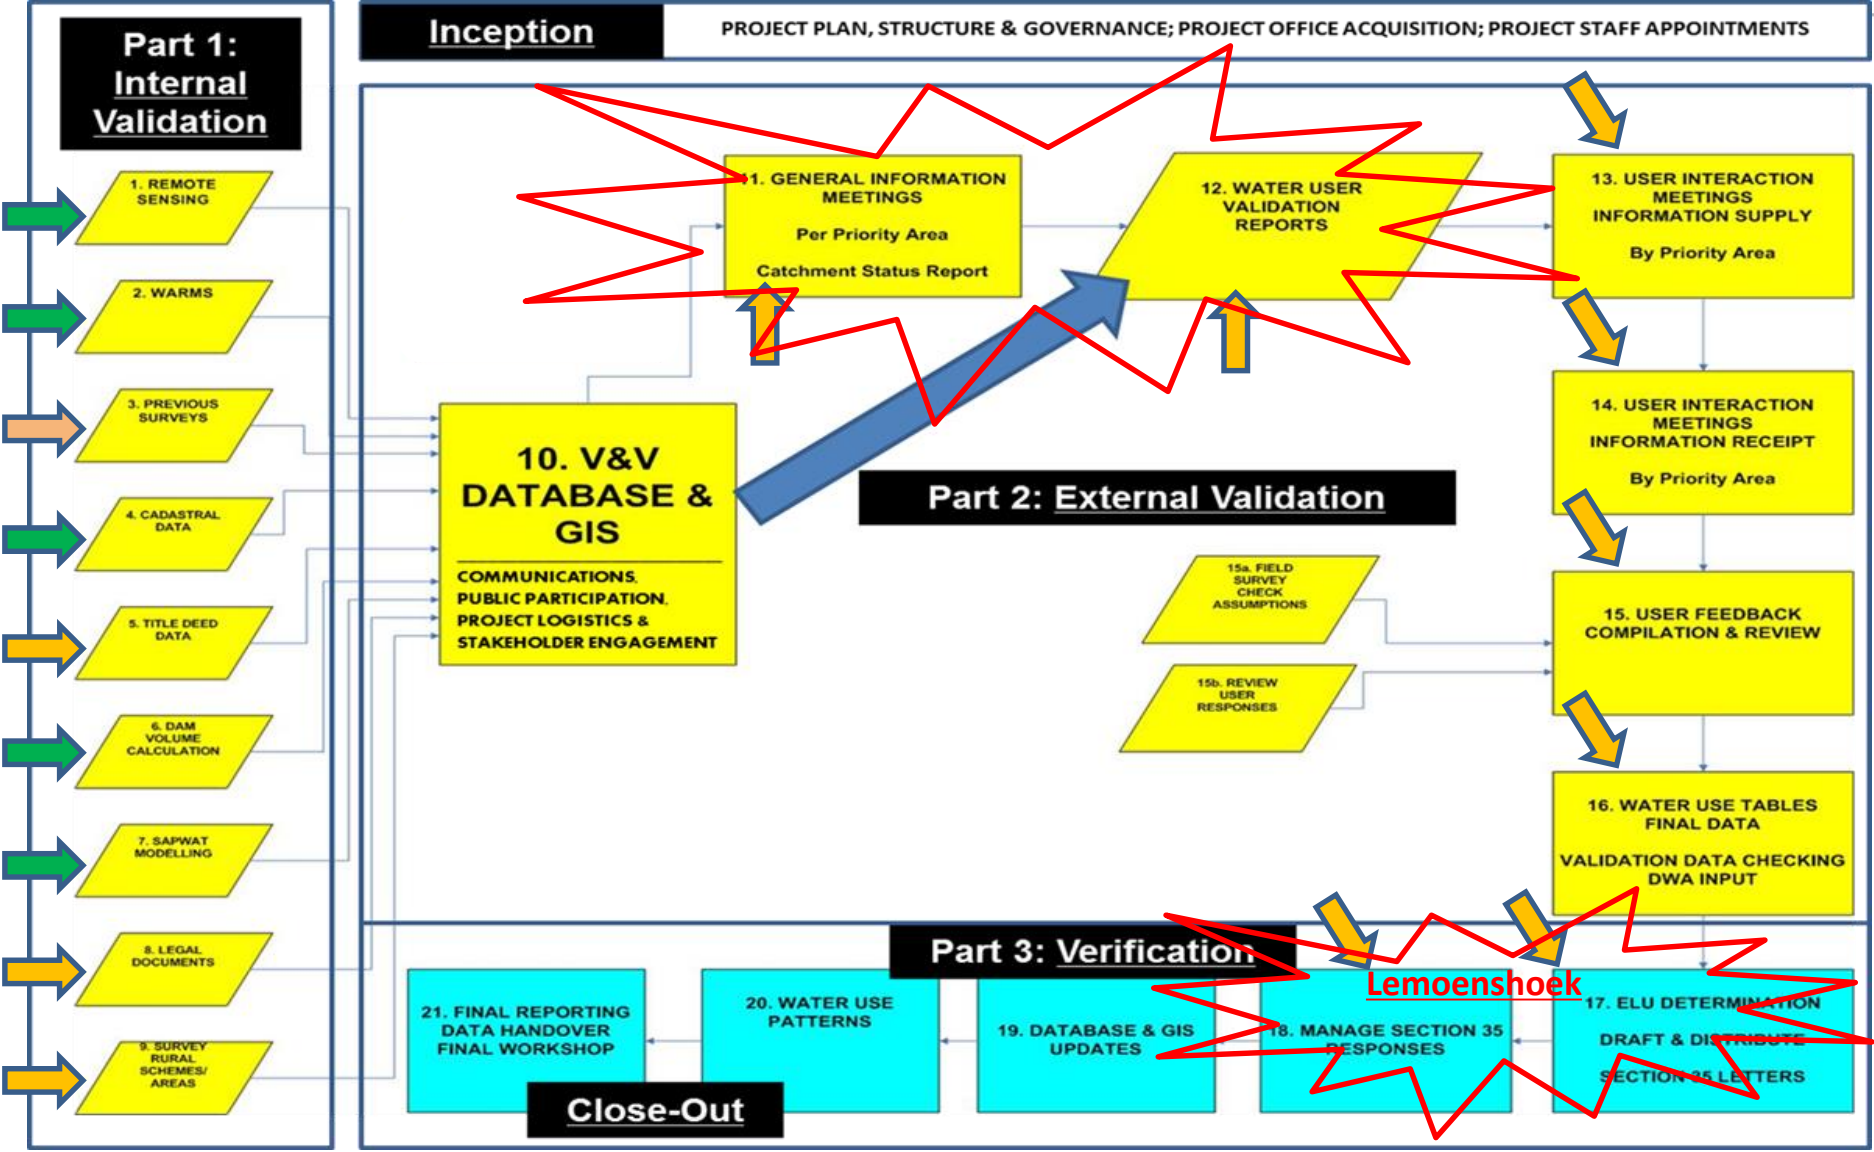 Part 1:
Internal
Validation
Inception
PROJECT PLAN, STRUCTURE & GOVERNANCE; PROJECT OFFICE ACQUISITION; PROJECT STAFF APPOINTMENTS
1. REMOTE
SENSING
2. WARMS
3. PREVIOUS
SURVEYS
4. CADASTRAL
DATA
5. TITLE DEED
DATA
6. DAM
VOLUME
CALCULATION
7. SAPWAT
MODELLING
8. LEGAL
DOCUMENTS
9. SURVEY
RURAL
SCHEMES/
AREAS
10. V&V
DATABASE &
GIS
COMMUNICATIONS,
PUBLIC PARTICIPATION,
PROJECT LOGISTICS &
STAKEHOLDER ENGAGEMENT
11. GENERAL INFORMATION
MEETINGS
Per Priority Area
Catchment Status Report
12. WATER USER
VALIDATION
REPORTS
13. USER INTERACTION
MEETINGS
INFORMATION SUPPLY
By Priority Area
14. USER INTERACTION
MEETINGS
INFORMATION RECEIPT
By Priority Area
Part 2: External Validation
15a. FIELD
SURVEY
CHECK
ASSUMPTIONS
15b. REVIEW
USER
RESPONSES
15. USER FEEDBACK
COMPILATION & REVIEW
16. WATER USE TABLES
FINAL DATA
VALIDATION DATA CHECKING
DWA INPUT
Part 3: Verification
Lemoenshoek
17. ELU DETERMINATION
DRAFT & DISTRIBUTE
SECTION 35 LETTERS
18. MANAGE SECTION 35
RESPONSES
19. DATABASE & GIS
UPDATES
20. WATER USE
PATTERNS
21. FINAL REPORTING
DATA HANDOVER
FINAL WORKSHOP
Close-Out